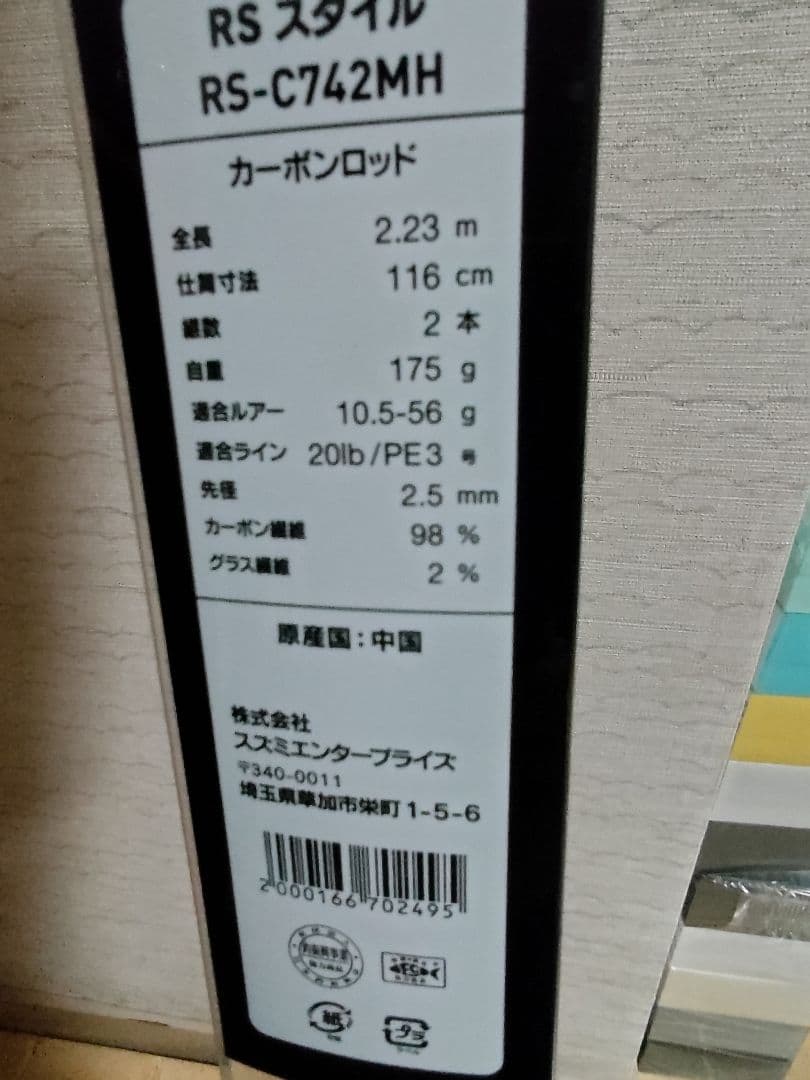 RS スタイル
RS-C742MH
カーボンロッド
全長 2.23 m
仕舞寸法 116 cm
継数 2 本
自重 175 g
適合ルアー 10.5-56 g
適合ライン 20lb/PE3 号
先径 2.5 mm
カーボン繊維 98 %
グラス繊維 2 %
原産国:中国
株式会社
スズミエンタープライズ
〒340-0011
埼玉県草加市栄町1-5-6
2000166702495
紙
プラ